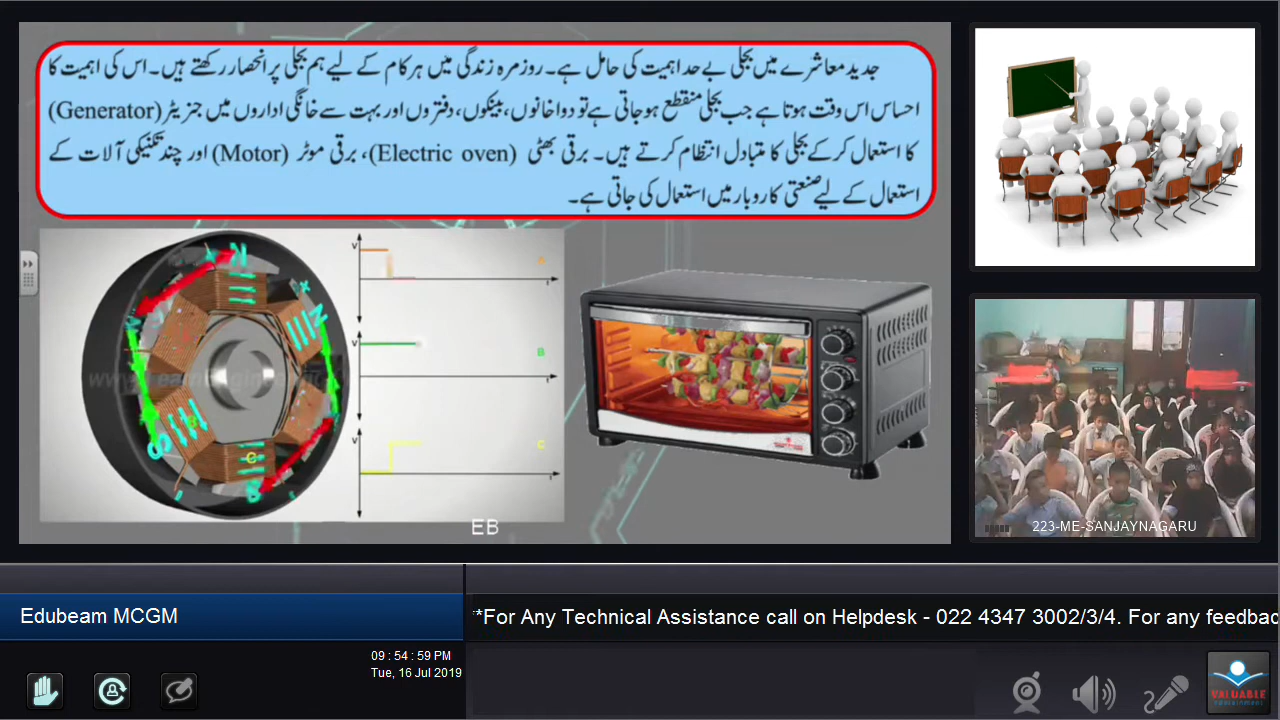 جدید معاشرے میں بجلی بے حد اہمیت کی حامل ہے۔ روزمرہ زندگی میں ہر کام کے لیے ہم بجلی پر انحصار رکھتے ہیں۔ اس کی اہمیت کا
احساس اس وقت ہوتا ہے جب بجلی منقطع ہو جاتی ہے تو دواخانوں، بینکوں، دفتروں اور بہت سے خانگی اداروں میں جنریٹر (Generator)
کا استعمال کرکے بجلی کا متبادل انتظام کرتے ہیں۔ برقی بھٹی (Electric oven)، برقی موٹر (Motor) اور چند تکنیکی آلات کے
استعمال کے لیے صنعتی کاروبار میں استعمال کی جاتی ہے۔
N
V
A
t
N
V
B
t
B
S
V
C
C
t
S
EB
223-ME-SANJAYNAGARU
Edubeam MCGM
**For Any Technical Assistance call on Helpdesk - 022 4347 3002/3/4. For any feedbac
09 : 54 : 59 PM
Tue, 16 Jul 2019
VALUABLE